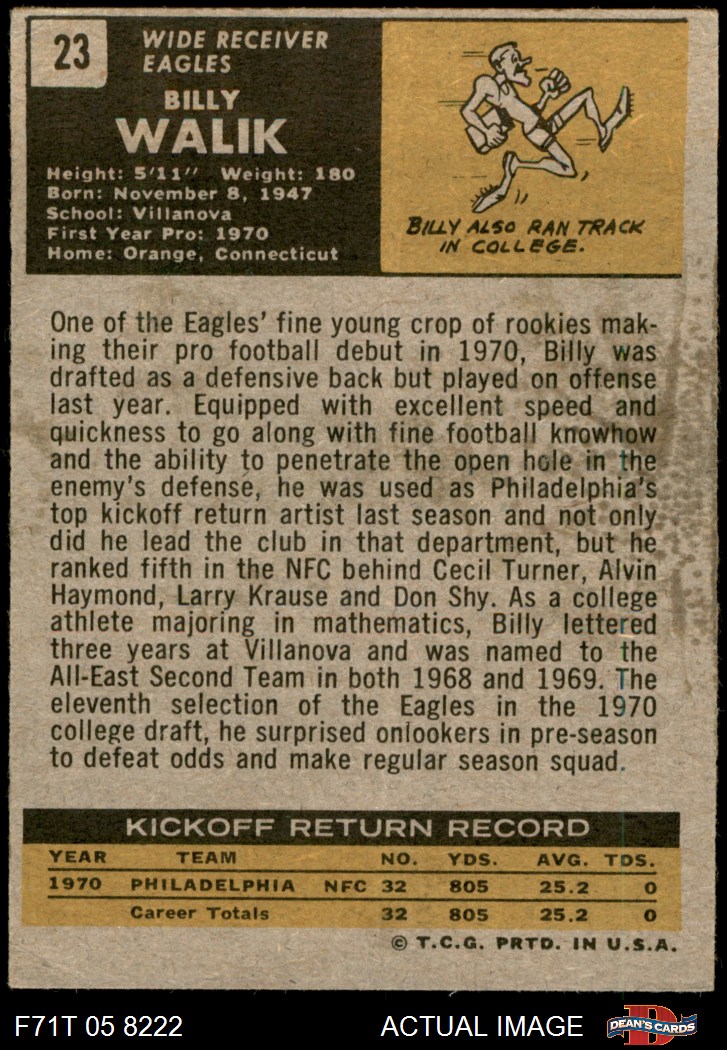 23
WIDE RECEIVER
EAGLES
BILLY
WALIK
Height: 5'11" Weight: 180
Born: November 8, 1947
School: Villanova
First Year Pro: 1970
Home: Orange, Connecticut
BILLY ALSO RAN TRACK
IN COLLEGE.
One of the Eagles' fine young crop of rookies mak-
ing their pro football debut in 1970, Billy was
drafted as a defensive back but played on offense
last year. Equipped with excellent speed and
quickness to go along with fine football knowhow
and the ability to penetrate the open hole in the
enemy's defense, he was used as Philadelphia's
top kickoff return artist last season and not only
did he lead the club in that department, but he
ranked fifth in the NFC behind Cecil Turner, Alvin
Haymond, Larry Krause and Don Shy. As a college
athlete majoring in mathematics, Billy lettered
three years at Villanova and was named to the
All-East Second Team in both 1968 and 1969. The
eleventh selection of the Eagles in the 1970
college draft, he surprised onlookers in pre-season
to defeat odds and make regular season squad.
KICKOFF RETURN RECORD
YEAR TEAM NO. YDS. AVG. TDS.
1970 PHILADELPHIA NFC 32 805 25.2 0
Career Totals 32 805 25.2 0
© T.C.G. PRTD. IN U.S.A.
F71T 05 8222 ACTUAL IMAGE
D
DEAN'S CARDS